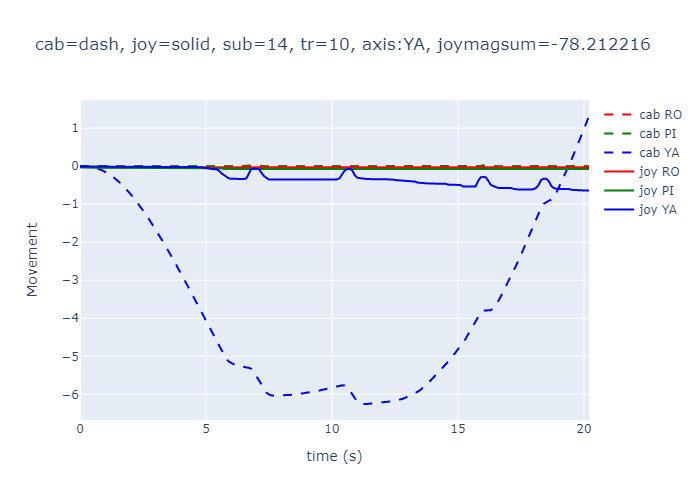 cab=dash, joy=solid, sub=14, tr=10, axis:YA, joymagsum=-78.212216
cab RO
cab PI
cab YA
joy RO
joy PI
joy YA
1
0
−1
−2
−3
−4
−5
−6
Movement
0 5 10 15 20
time (s)